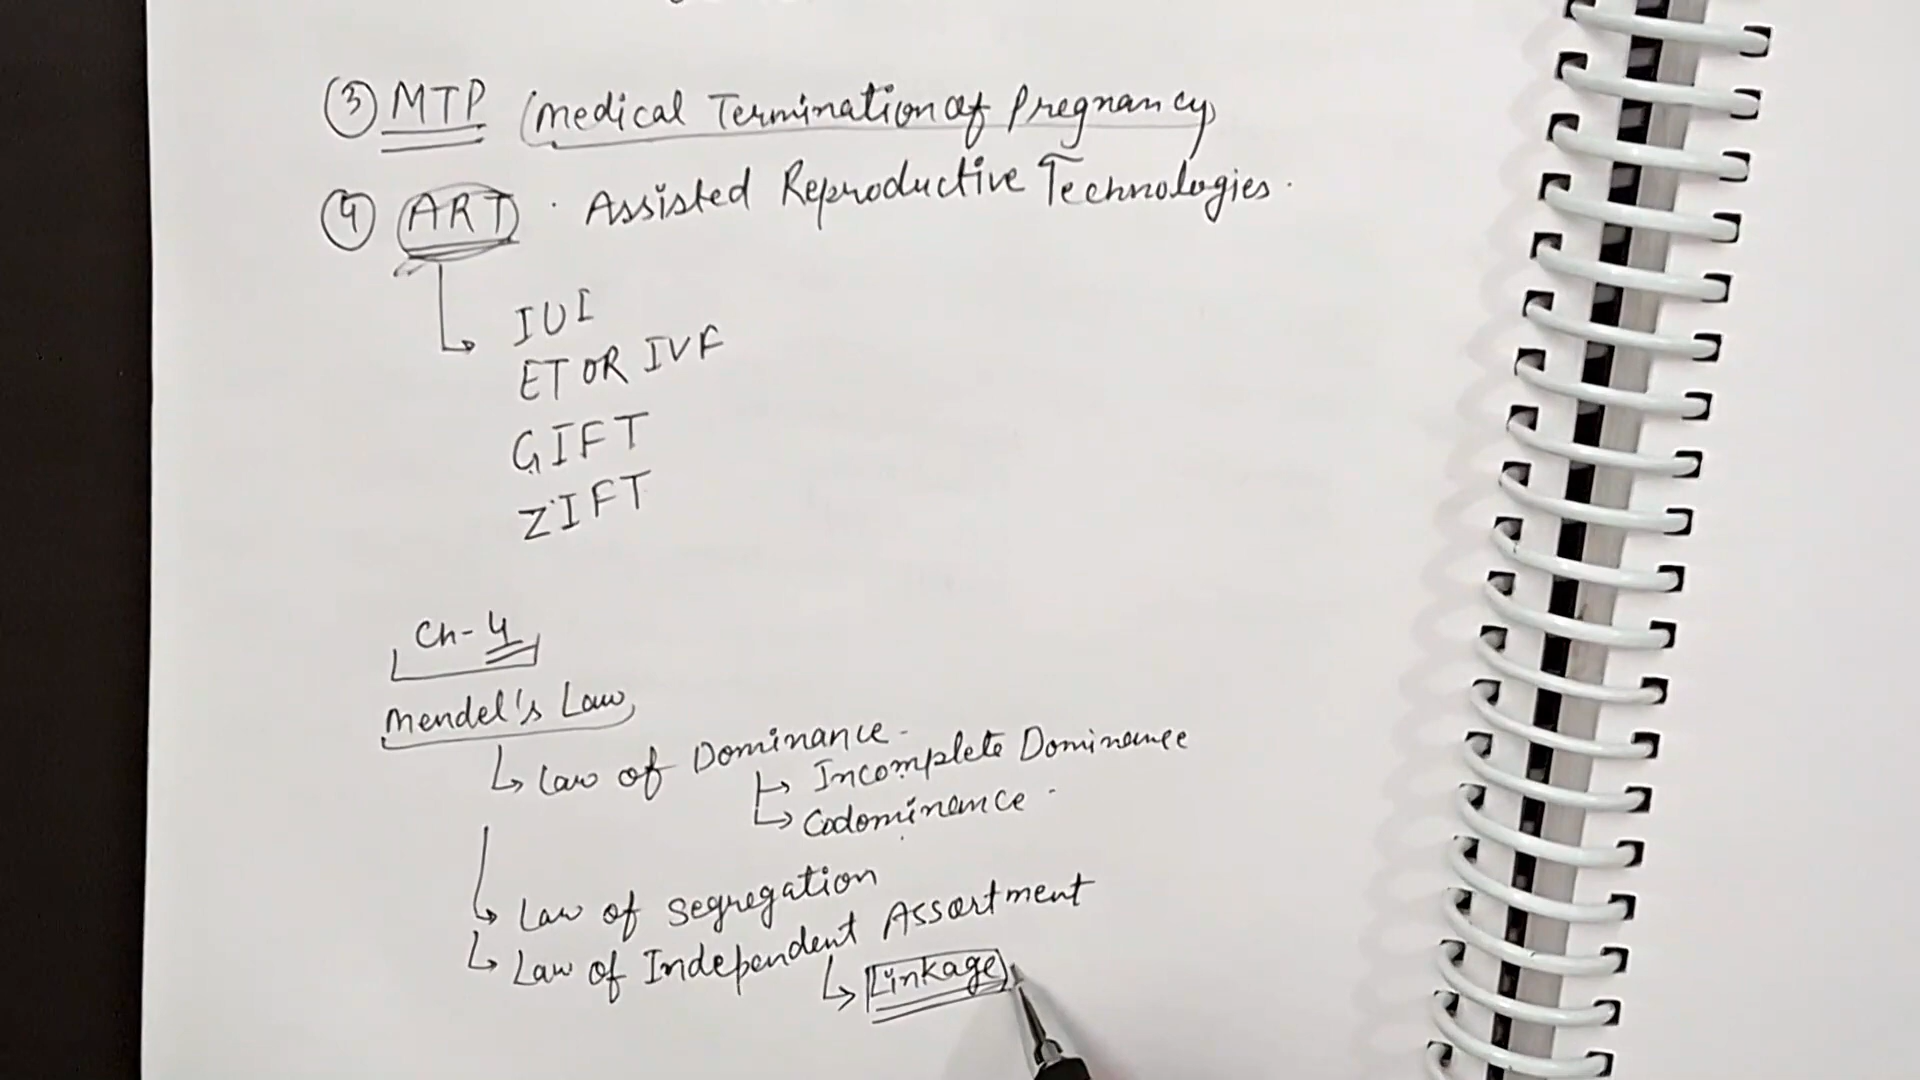 ③ MTP (Medical Termination of Pregnancy)
④ ART . Assisted Reproductive Technologies.
IUI
ET OR IVF
GIFT
ZIFT
Ch-4
Mendel's Law
Law of Dominance.
Incomplete Dominance
Codominance.
Law of segregation
Law of Independent Assortment
Linkage